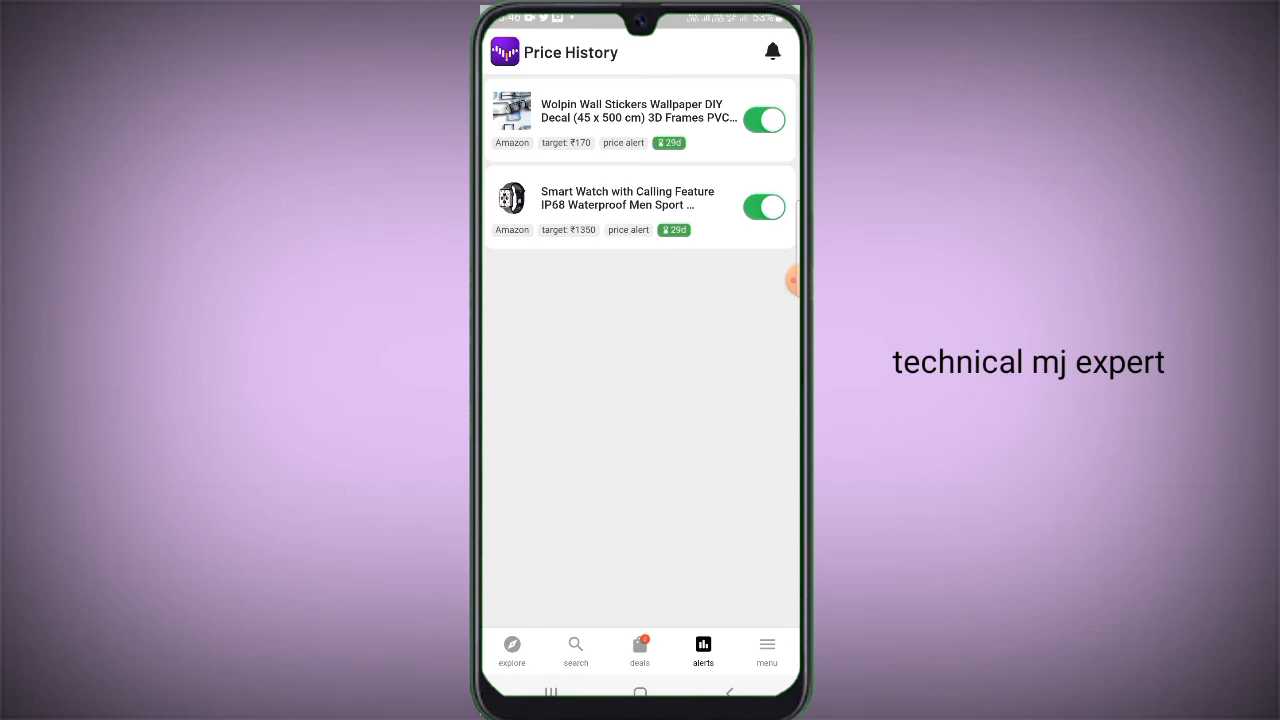 :46 53%
Price History
Wolpin Wall Stickers Wallpaper DIY
Decal (45 x 500 cm) 3D Frames PVC...
Amazon target: ₹170 price alert 29d
Smart Watch with Calling Feature
IP68 Waterproof Men Sport ...
Amazon target: ₹1350 price alert 29d
technical mj expert
explore search deals alerts menu